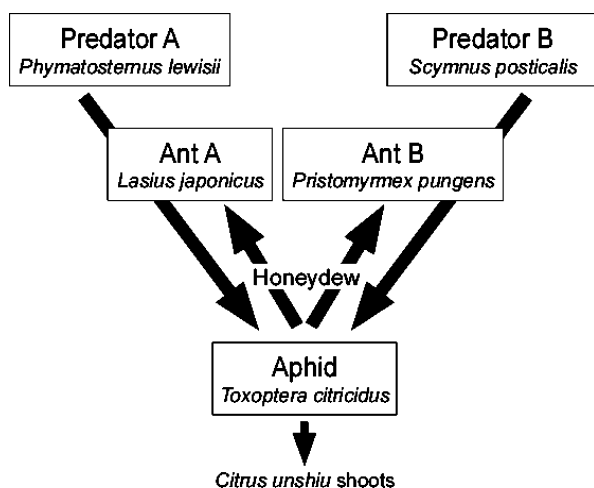 Predator A
Phymatosternus lewisii
Predator B
Scymnus posticalis
Ant A
Lasius japonicus
Ant B
Pristomyrmex pungens
Honeydew
Aphid
Toxoptera citricidus
Citrus unshiu shoots